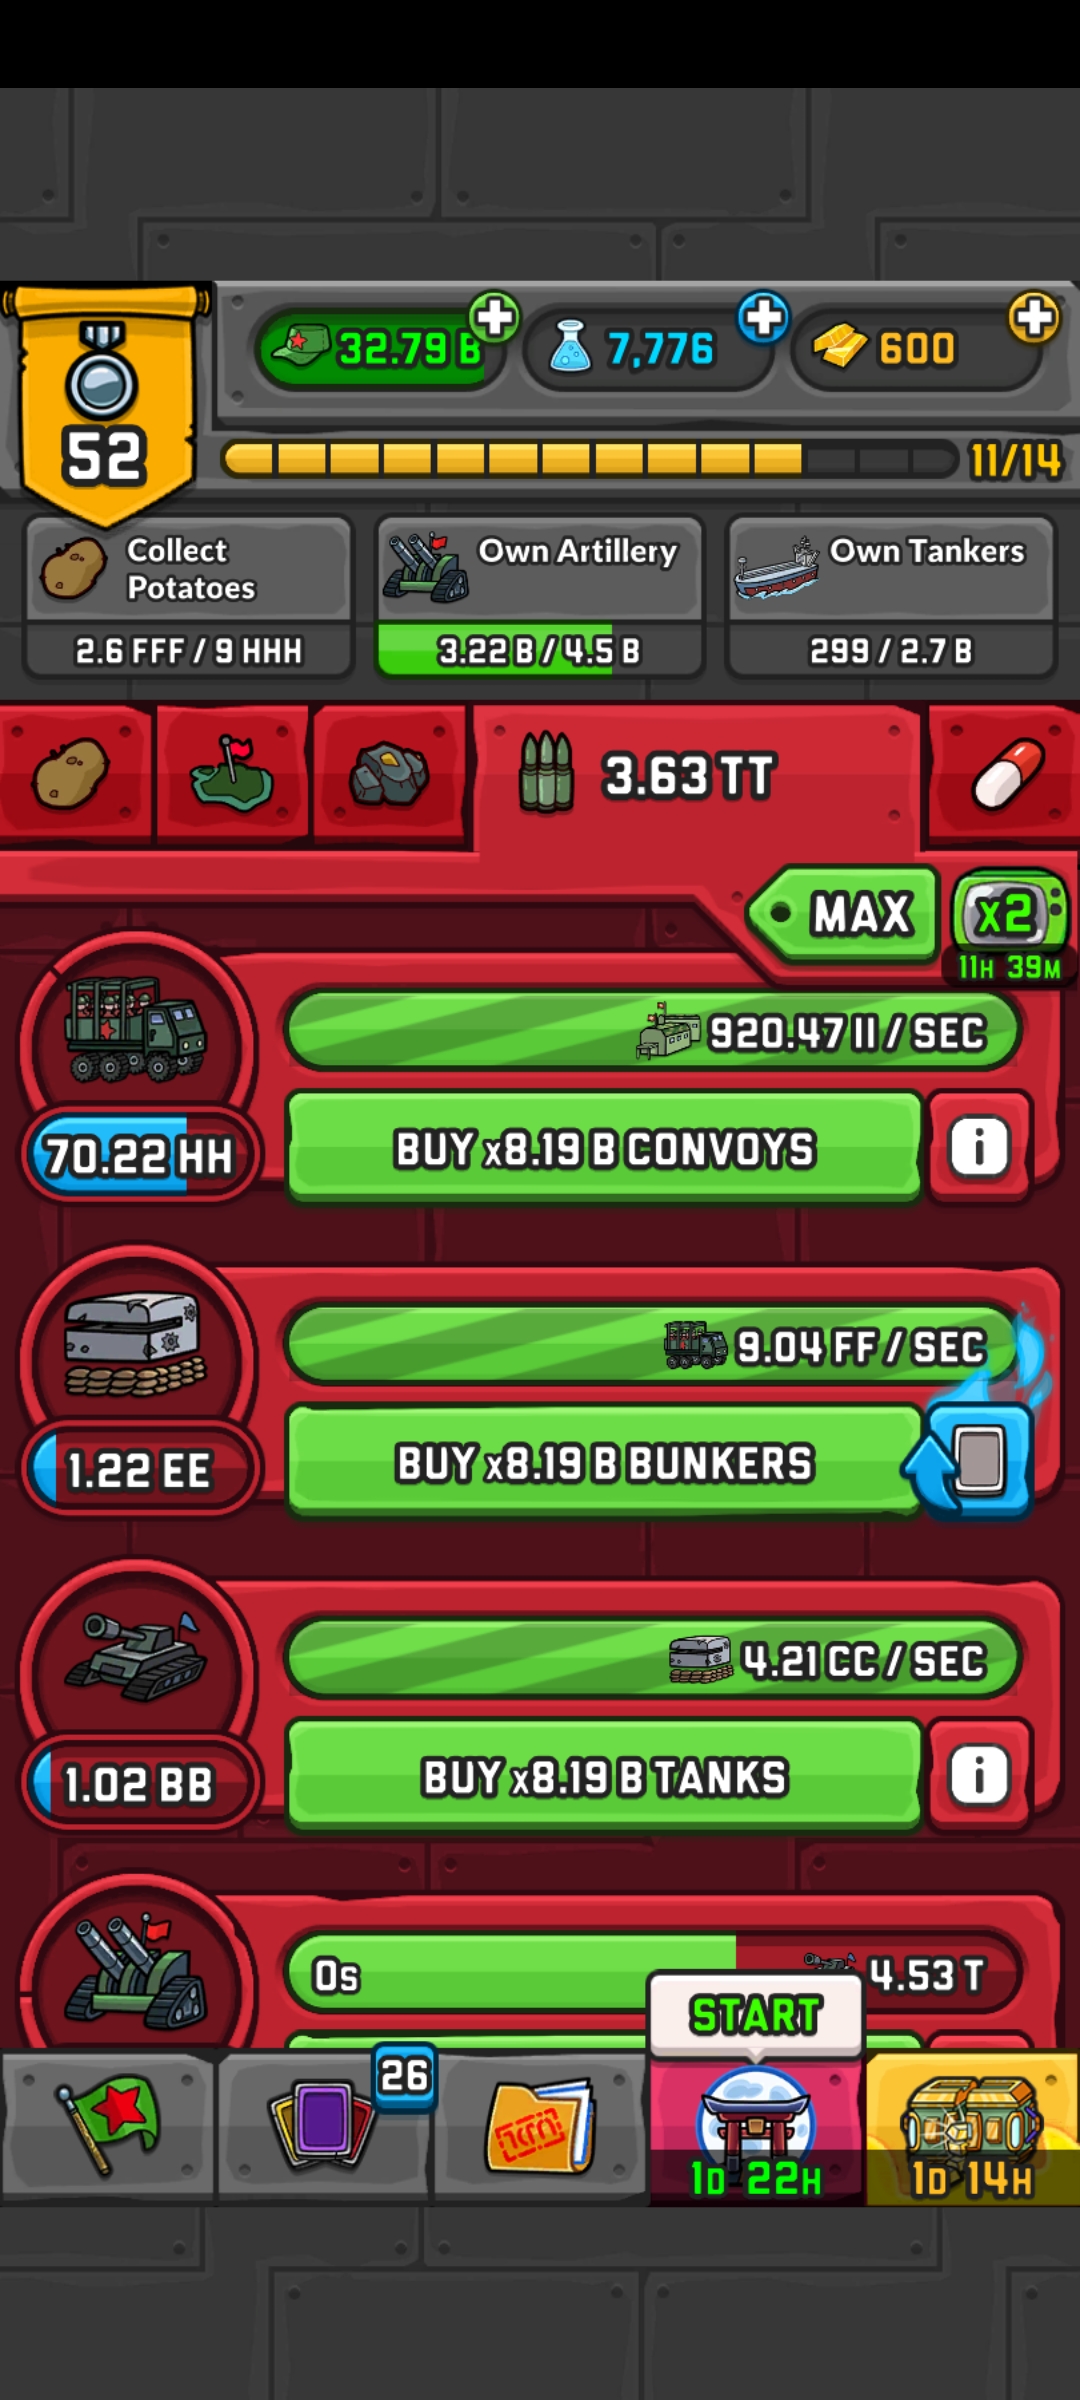 32.79 B
7,776
600
52
11/14
Collect
Potatoes
2.6 FFF / 9 HHH
Own Artillery
3.22 B / 4.5 B
Own Tankers
299 / 2.7 B
3.63 TT
MAX
x2
11H 39M
920.47 II / SEC
70.22 HH
BUY x8.19 B CONVOYS
9.04 FF / SEC
1.22 EE
BUY x8.19 B BUNKERS
4.21 CC / SEC
1.02 BB
BUY x8.19 B TANKS
0s
4.53 T
START
26
1D 22H
1D 14H